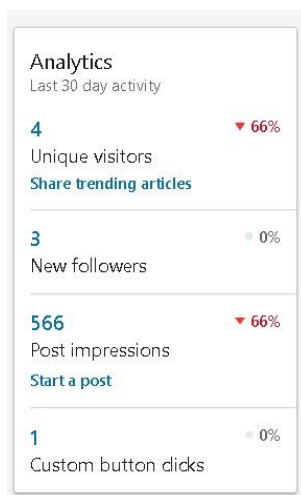 Analytics
Last 30 day activity
4 ▼ 66%
Unique visitors
Share trending articles
3 0%
New followers
566 ▼ 66%
Post impressions
Start a post
1 0%
Custom button clicks